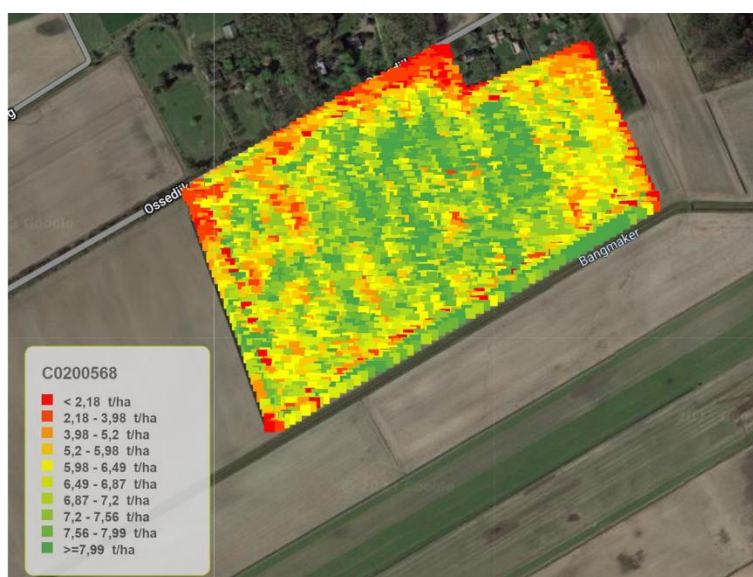 Ossedijk
Bangmaker
C0200568
< 2,18 t/ha
2,18 - 3,98 t/ha
3,98 - 5,2 t/ha
5,2 - 5,98 t/ha
5,98 - 6,49 t/ha
6,49 - 6,87 t/ha
6,87 - 7,2 t/ha
7,2 - 7,56 t/ha
7,56 - 7,99 t/ha
>=7,99 t/ha